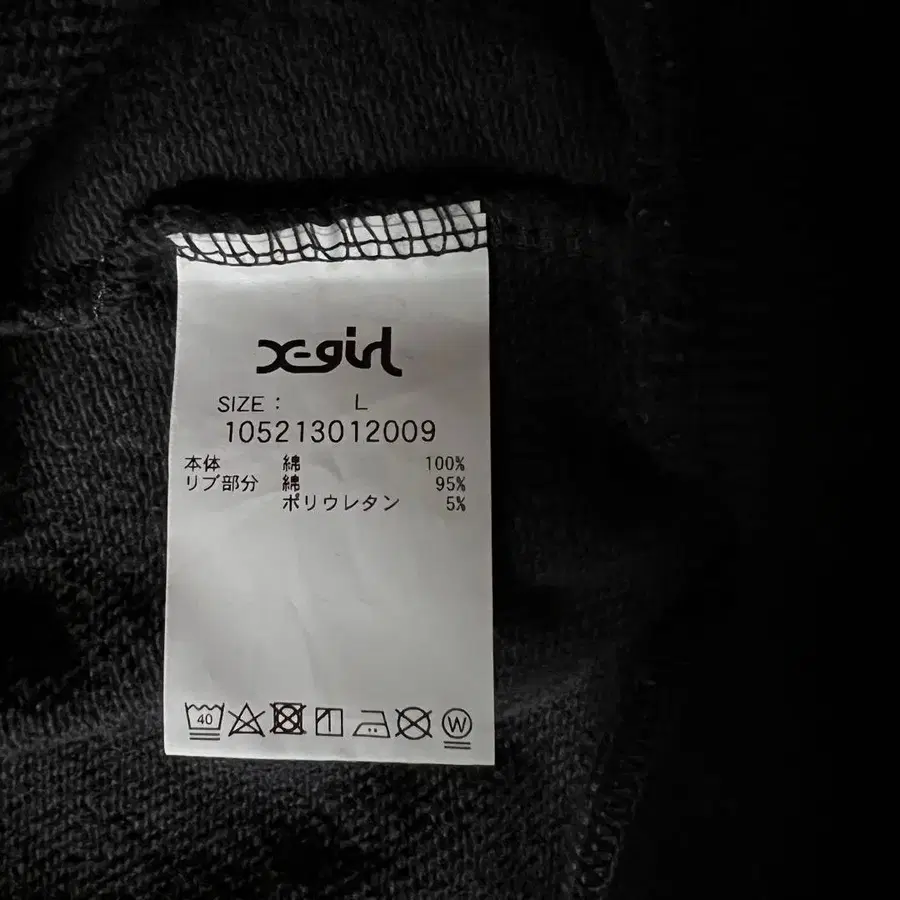 X-girl
SIZE : L
105213012009
本体 綿 100%
リブ部分 綿 95%
ポリウレタン 5%
40 W